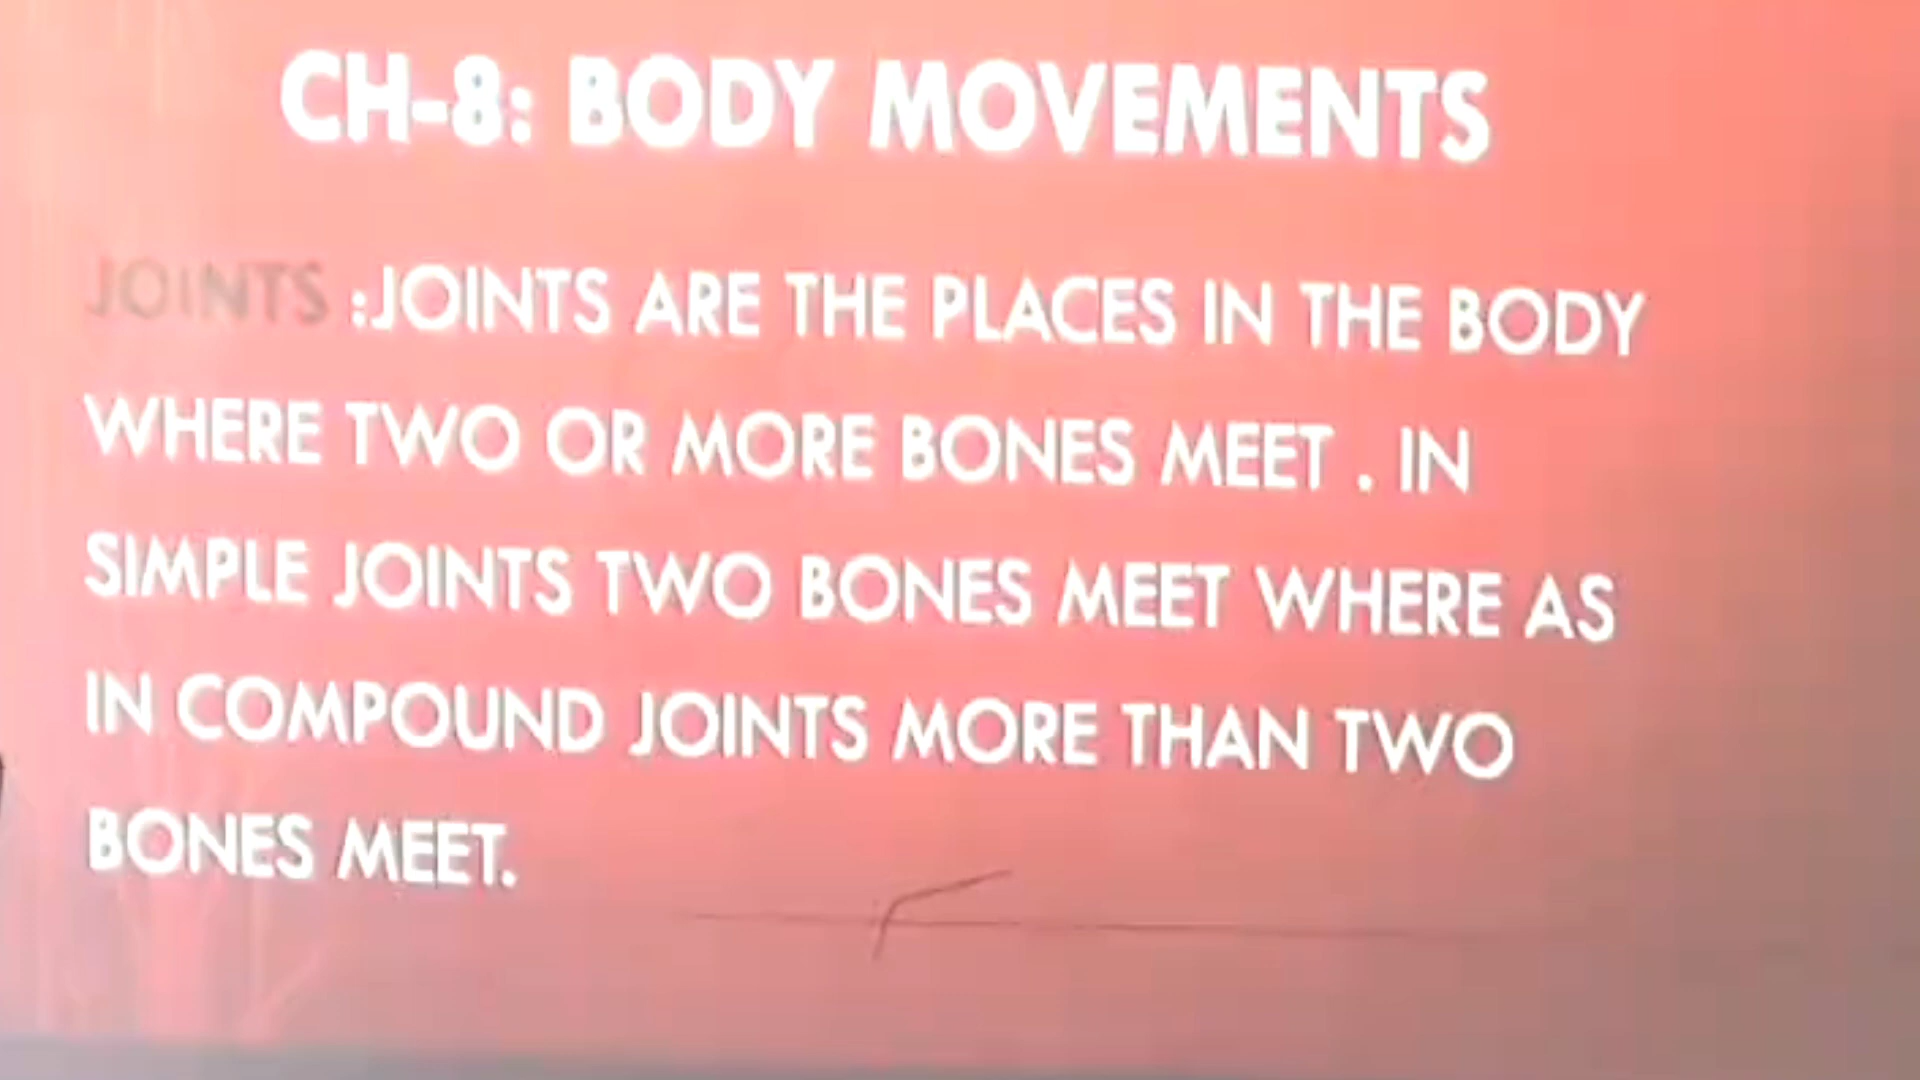 CH-8: BODY MOVEMENTS
JOINTS :JOINTS ARE THE PLACES IN THE BODY
WHERE TWO OR MORE BONES MEET . IN
SIMPLE JOINTS TWO BONES MEET WHERE AS
IN COMPOUND JOINTS MORE THAN TWO
BONES MEET.